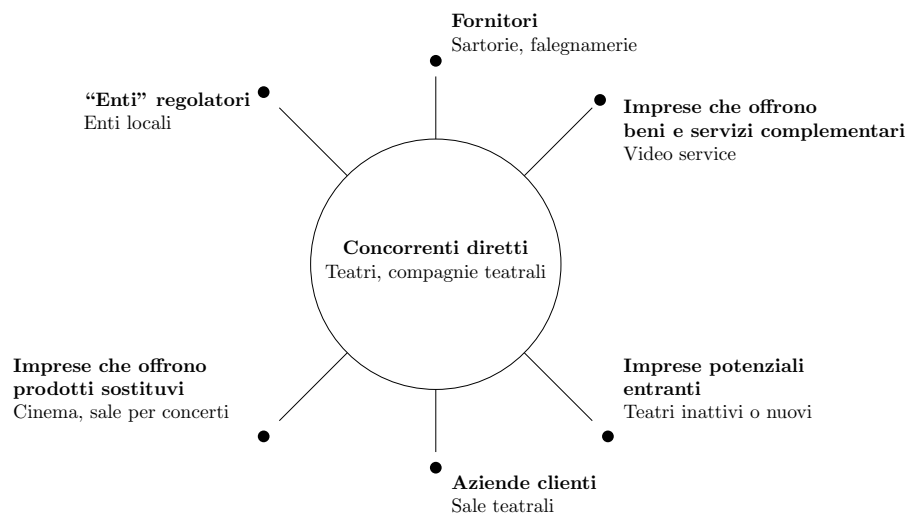 Fornitori
Sartorie, falegnamerie
“Enti” regolatori
Enti locali
Imprese che offrono
beni e servizi complementari
Video service
Concorrenti diretti
Teatri, compagnie teatrali
Imprese che offrono
prodotti sostituvi
Cinema, sale per concerti
Imprese potenziali
entranti
Teatri inattivi o nuovi
Aziende clienti
Sale teatrali